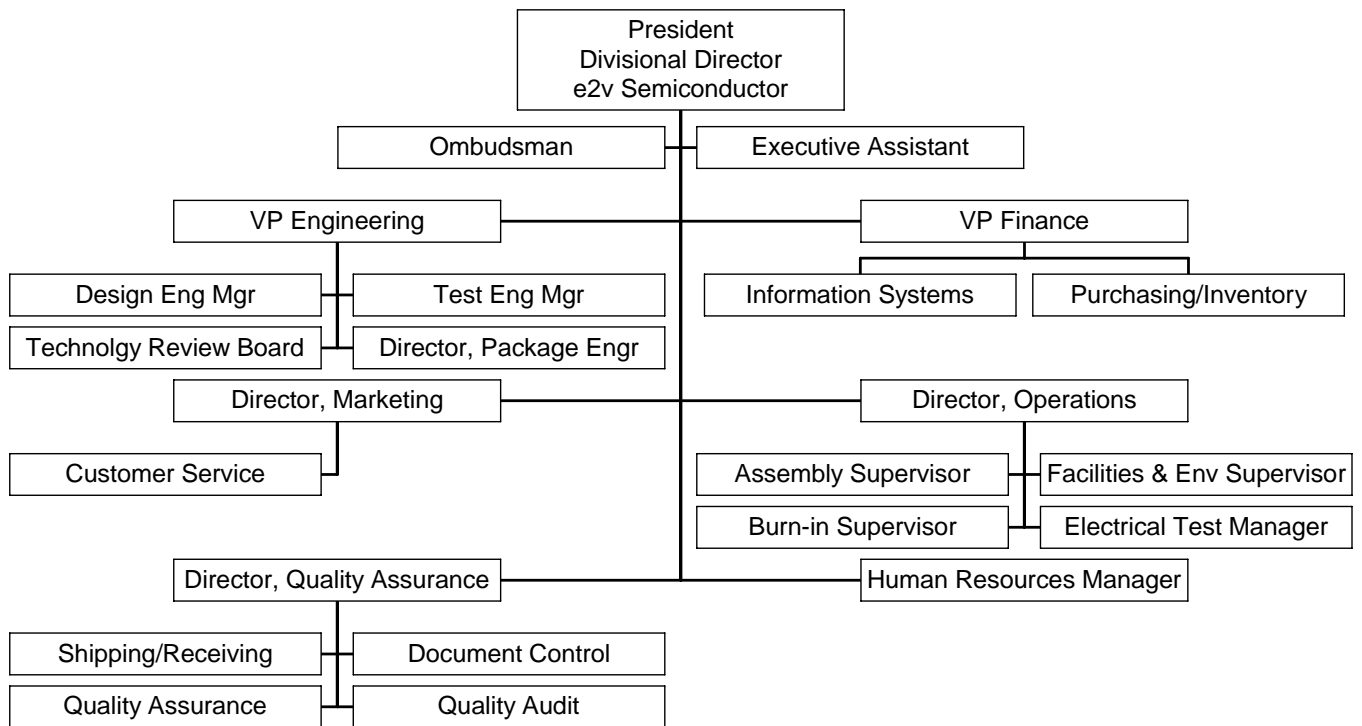 President
Divisional Director
e2v Semiconductor
Ombudsman
Executive Assistant
VP Engineering
VP Finance
Design Eng Mgr
Test Eng Mgr
Information Systems
Purchasing/Inventory
Technolgy Review Board
Director, Package Engr
Director, Marketing
Director, Operations
Customer Service
Assembly Supervisor
Facilities & Env Supervisor
Burn-in Supervisor
Electrical Test Manager
Director, Quality Assurance
Human Resources Manager
Shipping/Receiving
Document Control
Quality Assurance
Quality Audit